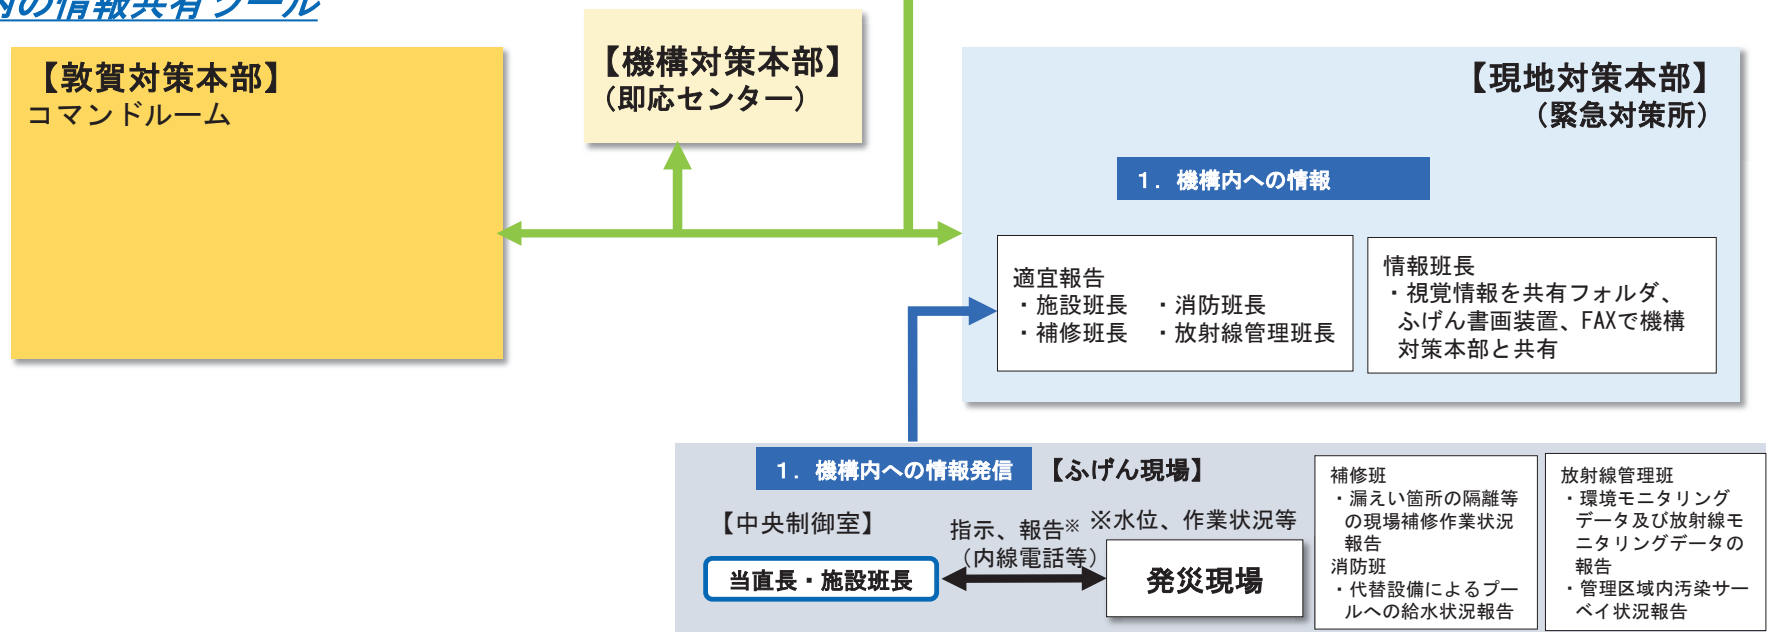 の情報共有ツール
【敦賀対策本部】
コマンドルーム
【機構対策本部】
（即応センター）
【現地対策本部】
（緊急対策所）
１．機構内への情報
適宜報告
・施設班長　・消防班長
・補修班長　・放射線管理班長
情報班長
・視覚情報を共有フォルダ、
ふげん書画装置、FAXで機構
対策本部と共有
１．機構内への情報発信
【ふげん現場】
【中央制御室】
指示、報告※
（内線電話等）
※水位、作業状況等
当直長・施設班長
発災現場
補修班
・漏えい箇所の隔離等
の現場補修作業状況
報告
消防班
・代替設備によるプー
ルへの給水状況報告
放射線管理班
・環境モニタリング
データ及び放射線モ
ニタリングデータの
報告
・管理区域内汚染サー
ベイ状況報告